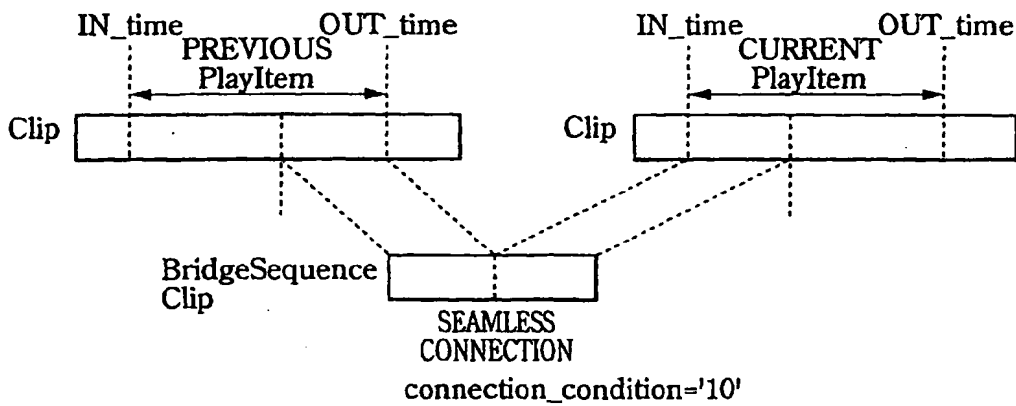 IN_time OUT_time IN_time OUT_time
PREVIOUS CURRENT
PlayItem PlayItem
Clip Clip
BridgeSequence
Clip
SEAMLESS
CONNECTION
connection_condition='10'